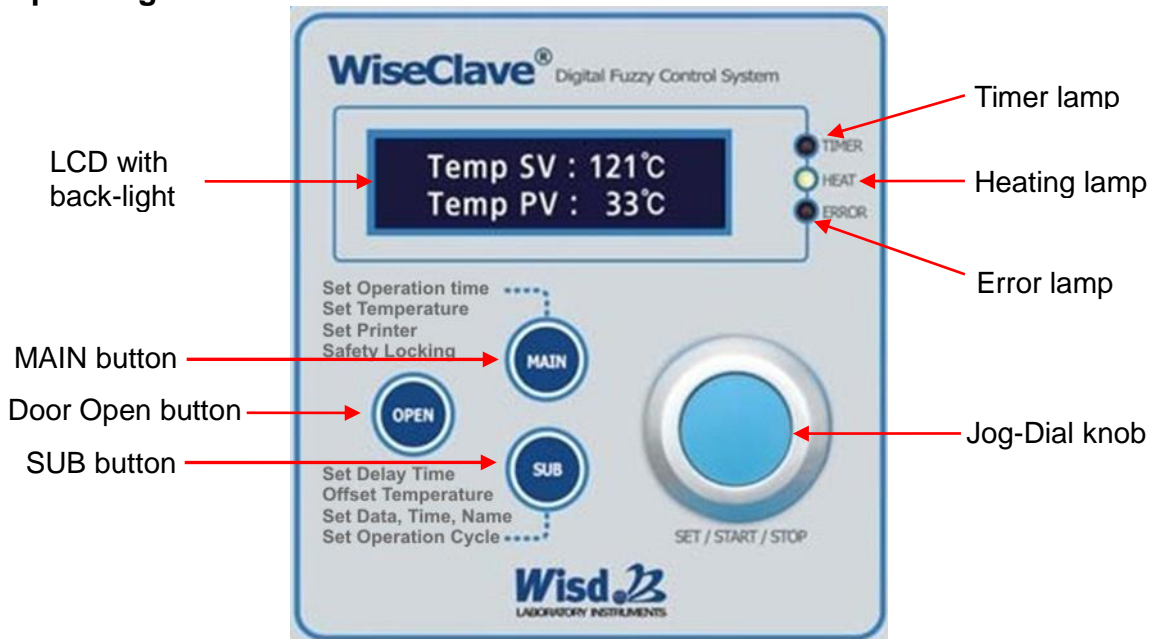 WiseClave® Digital Fuzzy Control System
Timer lamp
TIMER
LCD with
back-light
Temp SV : 121℃
Temp PV : 33℃
HEAT
Heating lamp
ERROR
Error lamp
Set Operation time
Set Temperature
Set Printer
Safety Locking
MAIN button
MAIN
Door Open button
OPEN
Jog-Dial knob
SUB button
SUB
Set Delay Time
Offset Temperature
Set Data, Time, Name
Set Operation Cycle
SET / START / STOP
Wisd
LABORATORY INSTRUMENTS